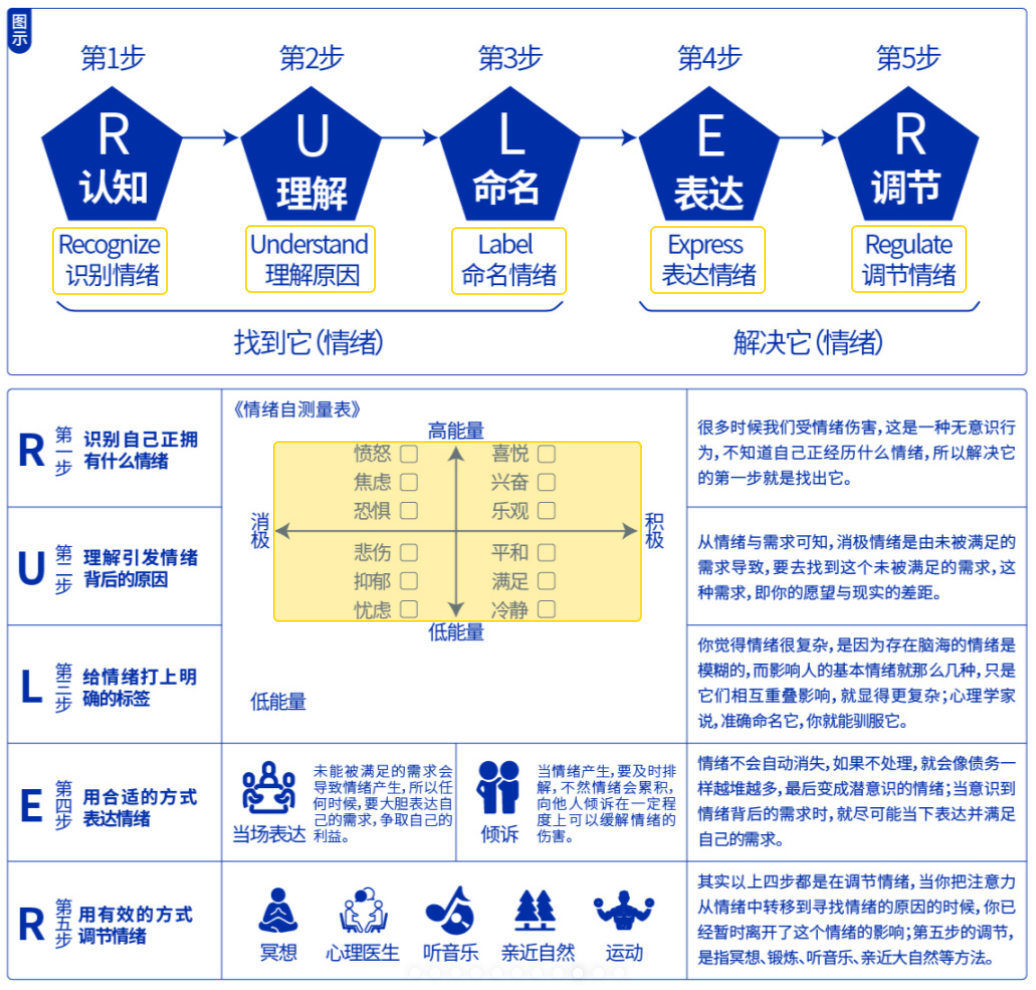 图示
第1步
第2步
第3步
第4步
第5步
R
认知
U
理解
L
命名
E
表达
R
调节
Recognize
识别情绪
Understand
理解原因
Label
命名情绪
Express
表达情绪
Regulate
调节情绪
找到它(情绪)
解决它(情绪)
R
第一步
识别自己正拥
有什么情绪
《情绪自测量表》
高能量
愤怒
喜悦
焦虑
兴奋
恐惧
乐观
消极
积极
悲伤
平和
抑郁
满足
忧虑
冷静
低能量
低能量
很多时候我们受情绪伤害,这是一种无意识行
为,不知道自己正经历什么情绪,所以解决它
的第一步就是找出它。
U
第二步
理解引发情绪
背后的原因
从情绪与需求可知,消极情绪是由未被满足的
需求导致,要去找到这个未被满足的需求,这
种需求,即你的愿望与现实的差距。
L
第三步
给情绪打上明
确的标签
你觉得情绪很复杂,是因为存在脑海的情绪是
模糊的,而影响人的基本情绪就那么几种,只是
它们相互重叠影响,就显得更复杂;心理学家
说,准确命名它,你就能驯服它。
E
第四步
用合适的方式
表达情绪
当场表达
未能被满足的需求会
导致情绪产生,所以任
何时候,要大胆表达自
己的需求,争取自己的
利益。
倾诉
当情绪产生,要及时排
解,不然情绪会累积,
向他人倾诉在一定程
度上可以缓解情绪的
伤害。
情绪不会自动消失,如果不处理,就会像债务一
样越堆越多,最后变成潜意识的情绪;当意识到
情绪背后的需求时,就尽可能当下表达并满足
自己的需求。
R
第五步
用有效的方式
调节情绪
冥想
心理医生
听音乐
亲近自然
运动
其实以上四步都是在调节情绪,当你把注意力
从情绪中转移到寻找情绪的原因的时候,你已
经暂时离开了这个情绪的影响;第五步的调节,
是指冥想、锻炼、听音乐、亲近大自然等方法。